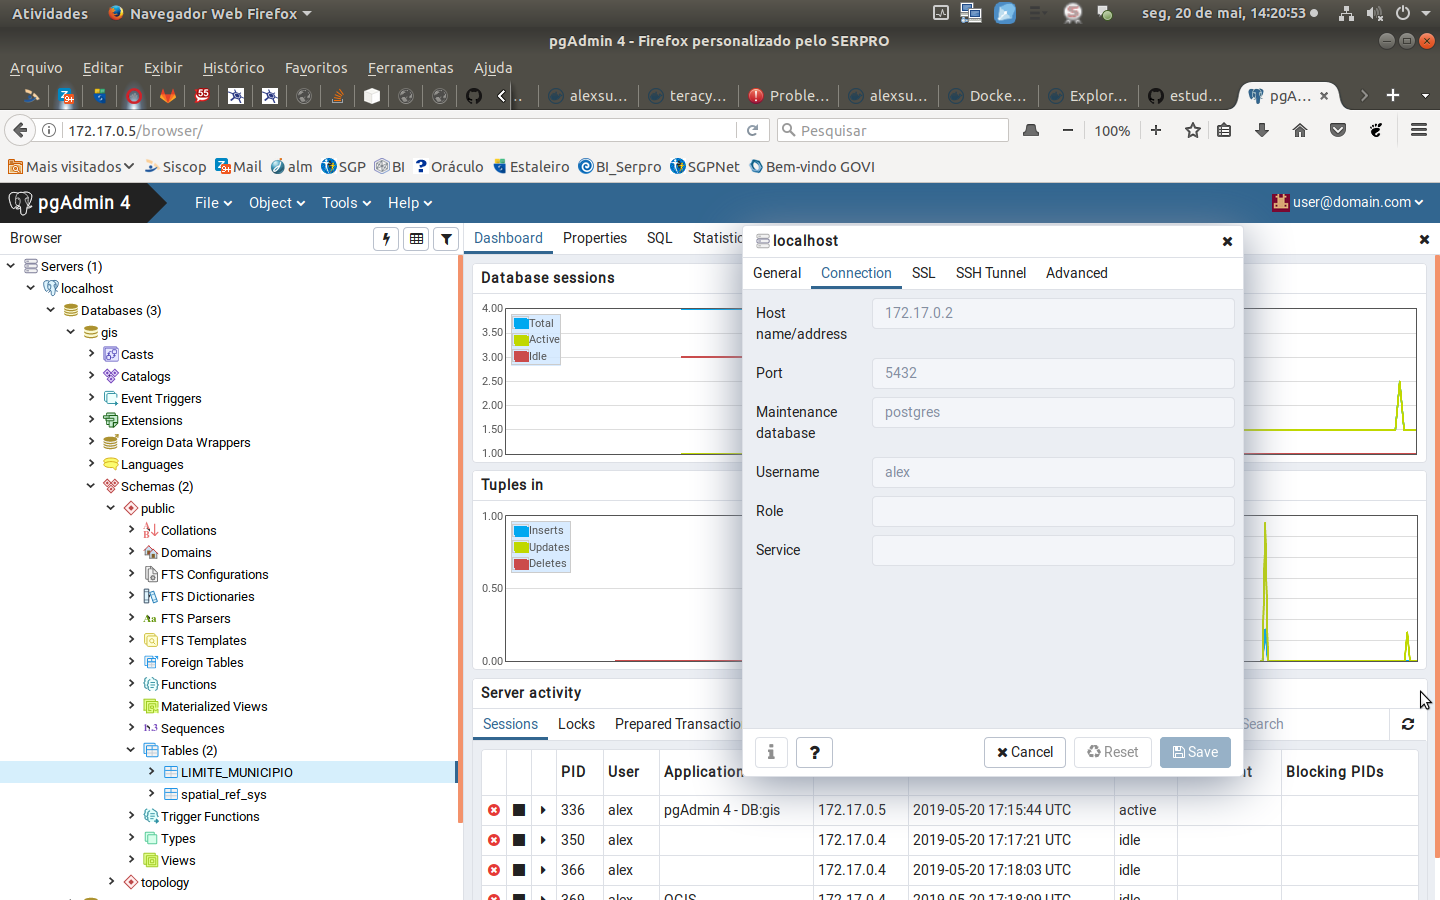 Atividades Navegador Web Firefox seg, 20 de mai, 14:20:53
pgAdmin 4 - Firefox personalizado pelo SERPRO
Arquivo Editar Exibir Histórico Favoritos Ferramentas Ajuda
alexsu... teracy... Proble... alexsu... Docke... Explor... estud... pgA...
172.17.0.5/browser/ Pesquisar 100%
Mais visitados Siscop Mail alm SGP BI Oráculo Estaleiro BI_Serpro SGPNet Bem-vindo GOVI
pgAdmin 4 File Object Tools Help user@domain.com
Browser
Dashboard Properties SQL Statistic
Servers (1)
localhost
Databases (3)
gis
Casts
Catalogs
Event Triggers
Extensions
Foreign Data Wrappers
Languages
Schemas (2)
public
Collations
Domains
FTS Configurations
FTS Dictionaries
FTS Parsers
FTS Templates
Foreign Tables
Functions
Materialized Views
Sequences
Tables (2)
LIMITE_MUNICIPIO
spatial_ref_sys
Trigger Functions
Types
Views
topology
Database sessions
4.00
3.50
3.00
2.50
2.00
1.50
1.00
Total
Active
Idle
Tuples in
1.00
0.50
0.00
Inserts
Updates
Deletes
localhost
General Connection SSL SSH Tunnel Advanced
Host name/address 172.17.0.2
Port 5432
Maintenance database postgres
Username alex
Role
Service
i ? Cancel Reset Save
Server activity
Sessions Locks Prepared Transactio Search
PID User Application t Blocking PIDs
336 alex pgAdmin 4 - DB:gis 172.17.0.5 2019-05-20 17:15:44 UTC active
350 alex 172.17.0.4 2019-05-20 17:17:21 UTC idle
366 alex 172.17.0.4 2019-05-20 17:18:03 UTC idle
369 alex QGIS 172.17.0.4 2019-05-20 17:18:09 UTC idle